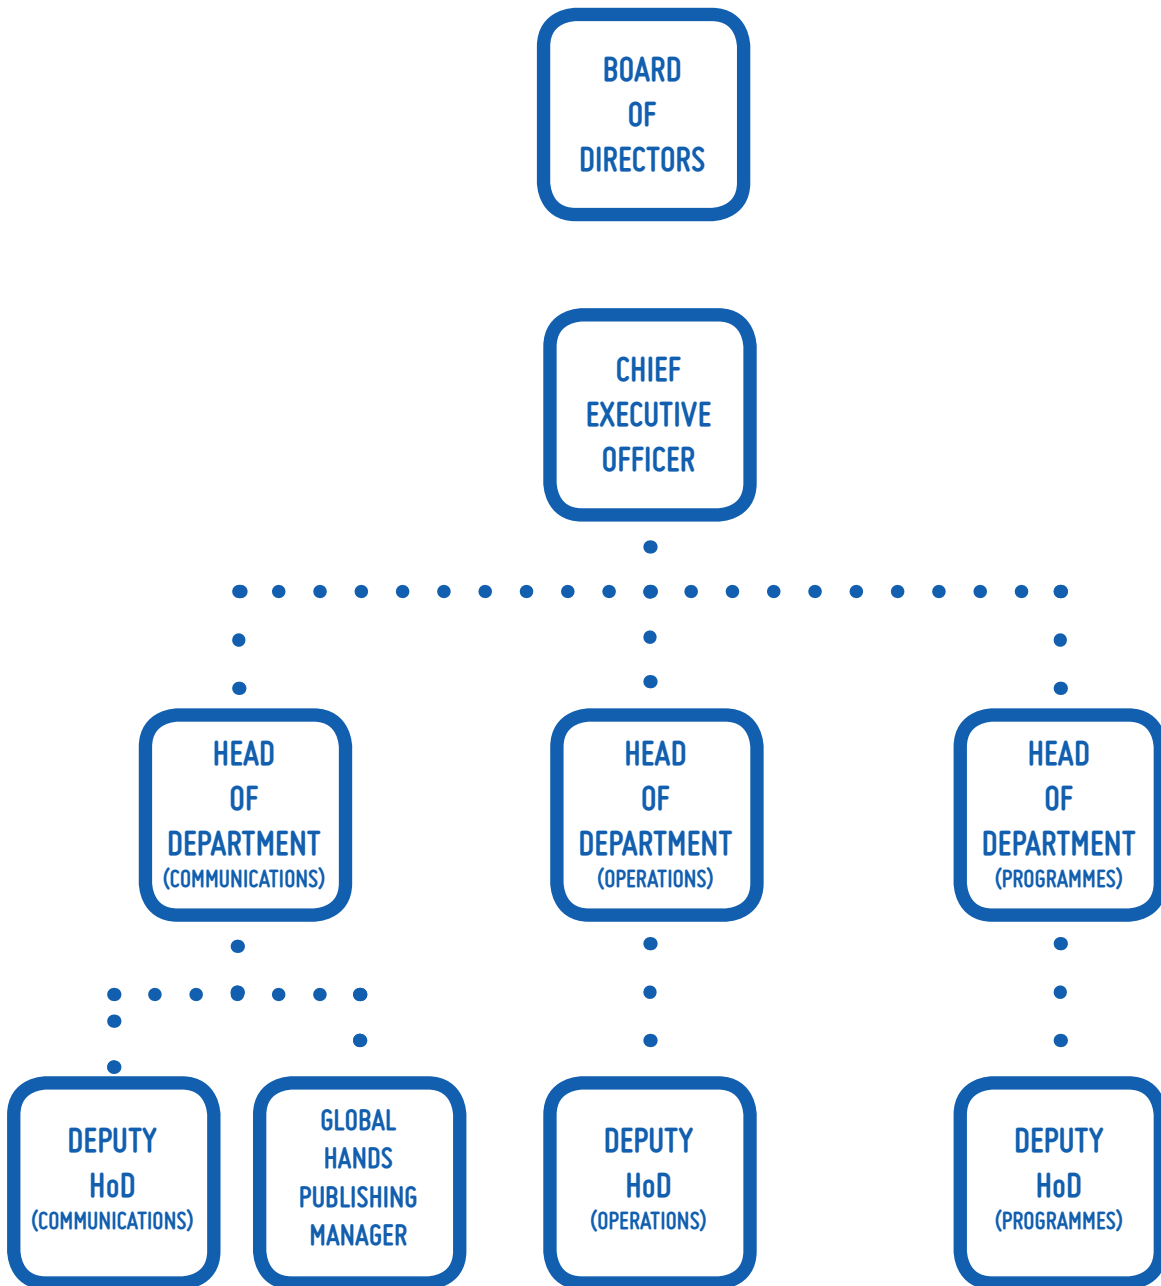 BOARD
OF
DIRECTORS
CHIEF
EXECUTIVE
OFFICER
HEAD
OF
DEPARTMENT
(COMMUNICATIONS)
HEAD
OF
DEPARTMENT
(OPERATIONS)
HEAD
OF
DEPARTMENT
(PROGRAMMES)
DEPUTY
HoD
(COMMUNICATIONS)
GLOBAL
HANDS
PUBLISHING
MANAGER
DEPUTY
HoD
(OPERATIONS)
DEPUTY
HoD
(PROGRAMMES)